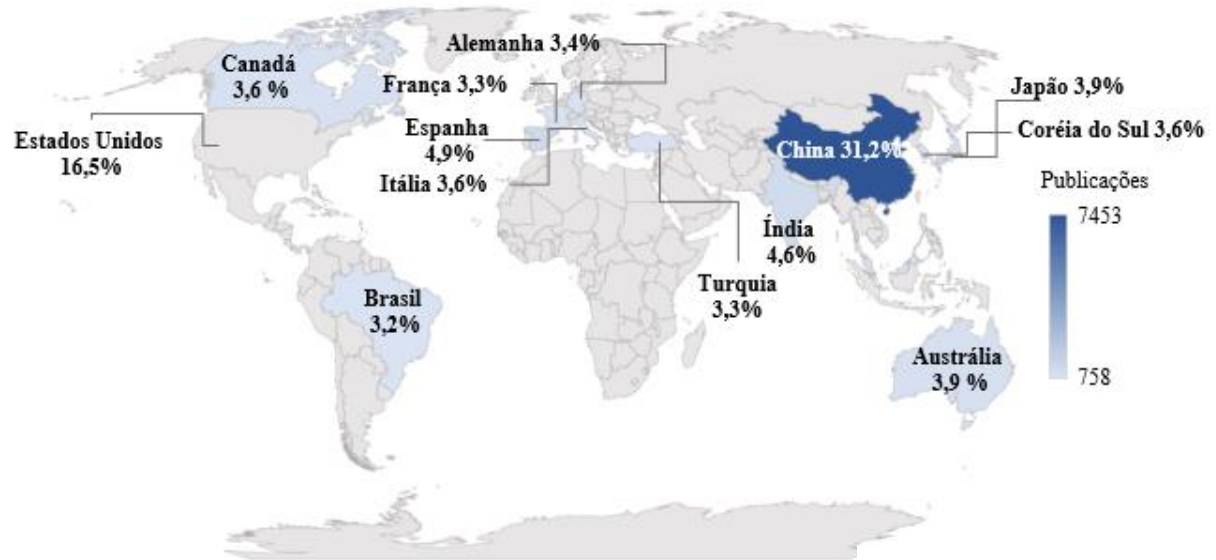 Canadá
3,6 %
Alemanha 3,4%
França 3,3%
Japão 3,9%
Estados Unidos
16,5%
Espanha
4,9%
Itália 3,6%
China 31,2%
Coréia do Sul 3,6%
Publicações
7453
758
Índia
4,6%
Turquia
3,3%
Brasil
3,2%
Austrália
3,9 %